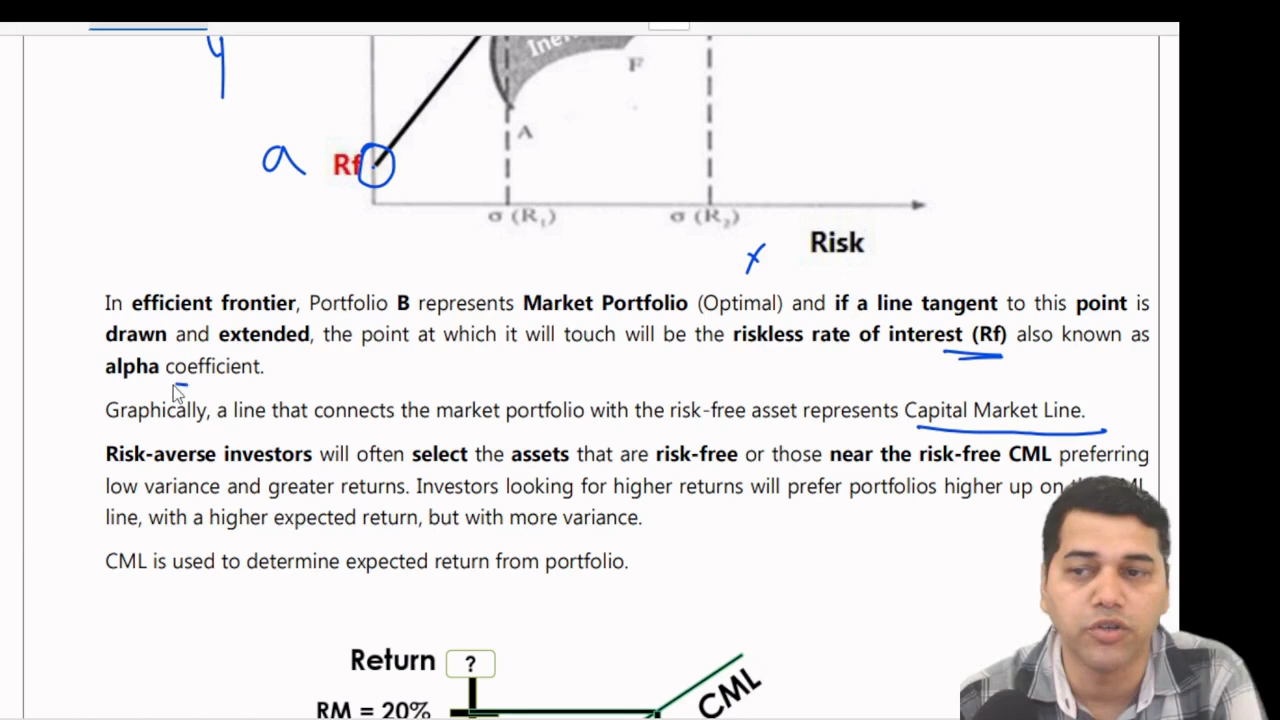 y
Ine
F
A
a Rf
σ (R₁) σ (R₂)
x Risk
In efficient frontier, Portfolio B represents Market Portfolio (Optimal) and if a line tangent to this point is
drawn and extended, the point at which it will touch will be the riskless rate of interest (Rf) also known as
alpha coefficient.
Graphically, a line that connects the market portfolio with the risk-free asset represents Capital Market Line.
Risk-averse investors will often select the assets that are risk-free or those near the risk-free CML preferring
low variance and greater returns. Investors looking for higher returns will prefer portfolios higher up on
line, with a higher expected return, but with more variance.
CML is used to determine expected return from portfolio.
Return ?
CML
RM = 20%